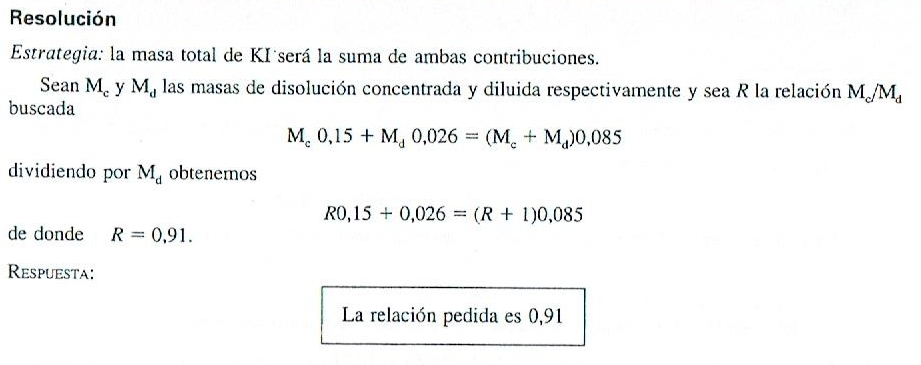 Resolución
Estrategia: la masa total de KI será la suma de ambas contribuciones.
Sean M_c y M_d las masas de disolución concentrada y diluida respectivamente y sea R la relación M_c/M_d
buscada
M_c 0,15 + M_d 0,026 = (M_c + M_d)0,085
dividiendo por M_d obtenemos
R0,15 + 0,026 = (R + 1)0,085
de donde R = 0,91.
RESPUESTA:
La relación pedida es 0,91